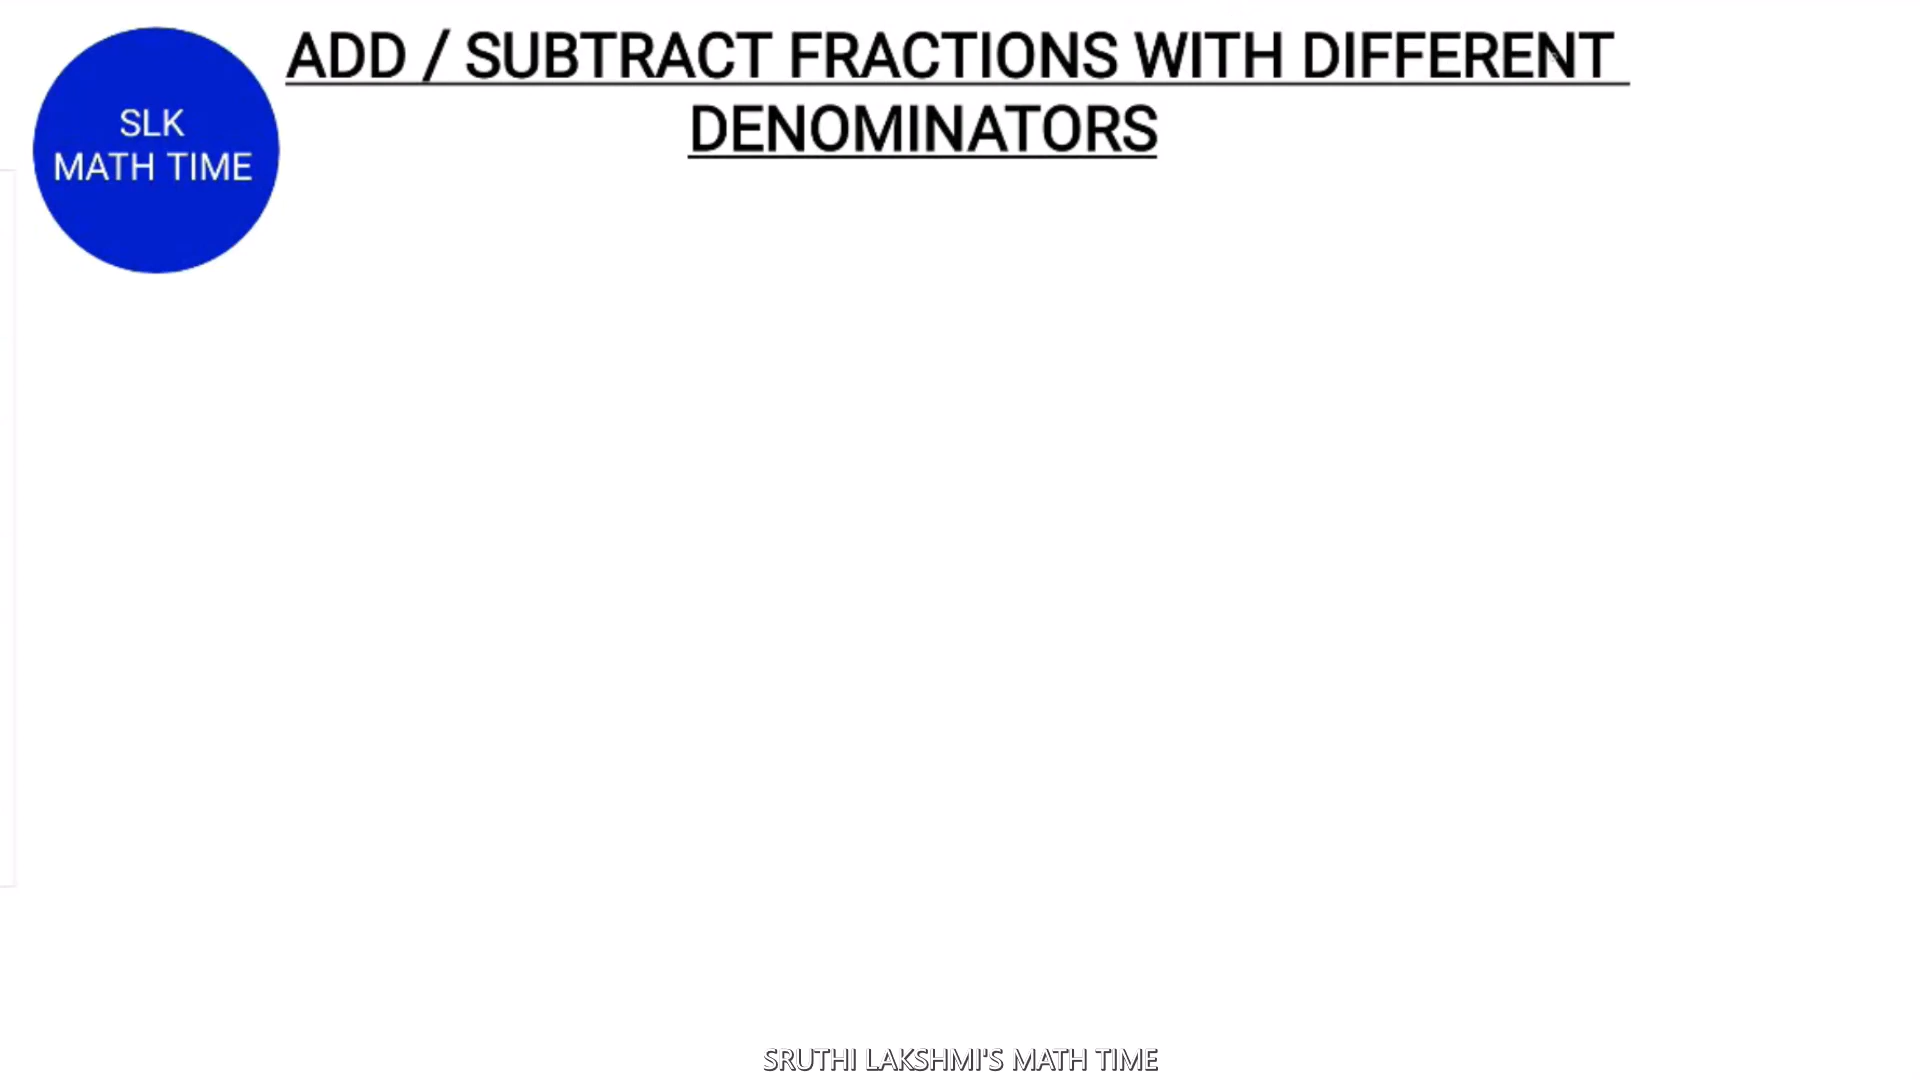 ADD / SUBTRACT FRACTIONS WITH DIFFERENT
DENOMINATORS
SLK
MATH TIME
SRUTHI LAKSHMI'S MATH TIME